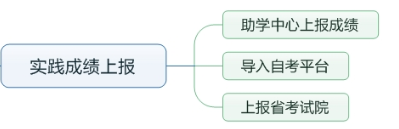 实践成绩上报
助学中心上报成绩
导入自考平台
上报省考试院